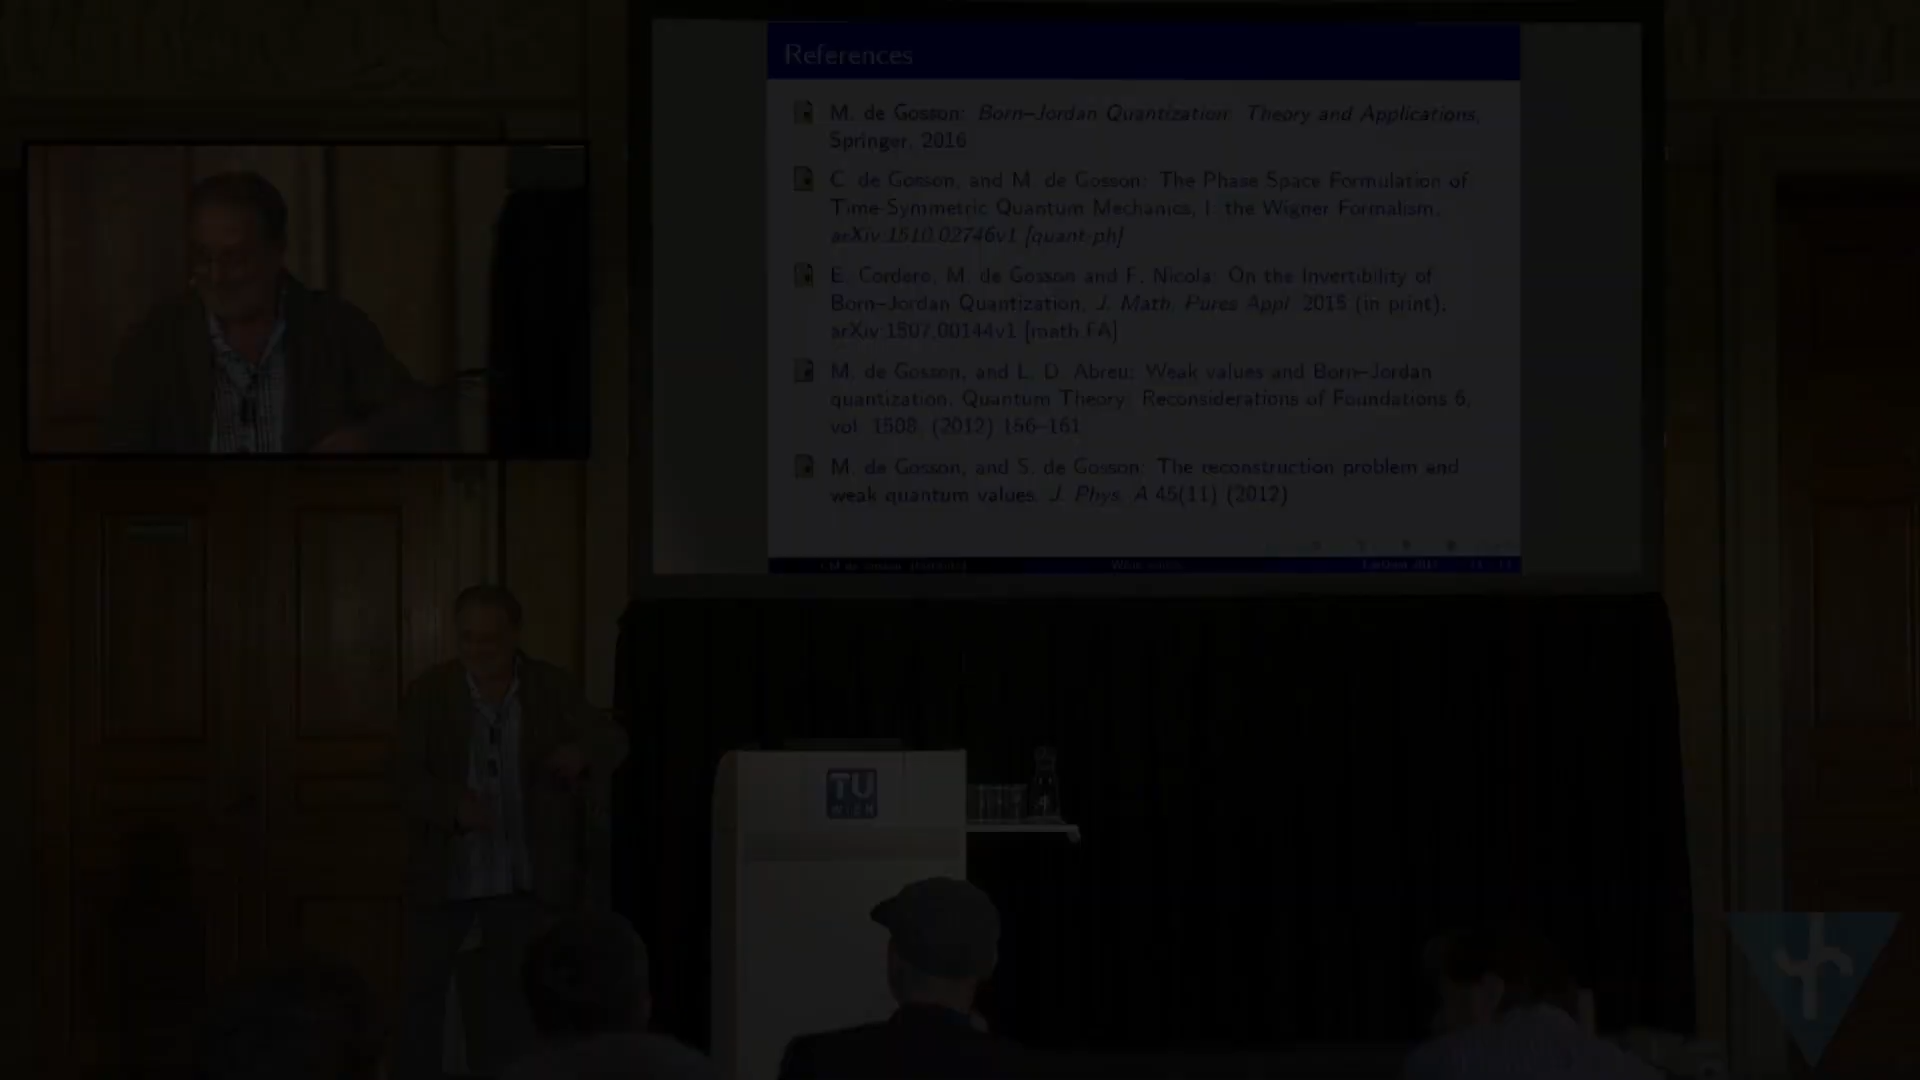 References
M. de Gosson: Born–Jordan Quantization: Theory and Applications,
Springer, 2016
C. de Gosson, and M. de Gosson: The Phase Space Formulation of
Time-Symmetric Quantum Mechanics, I: the Wigner Formalism,
arXiv:1510.02746v1 [quant-ph]
E. Cordero, M. de Gosson and F. Nicola: On the Invertibility of
Born–Jordan Quantization, J. Math. Pures Appl. 2015 (in print),
arXiv:1507.00144v1 [math.FA]
M. de Gosson, and L. D. Abreu: Weak values and Born–Jordan
quantization. Quantum Theory: Reconsiderations of Foundations 6,
vol. 1508, (2012) 156–161
M. de Gosson, and S. de Gosson: The reconstruction problem and
weak quantum values. J. Phys. A 45(11) (2012)
Weak values
TU
WIEN